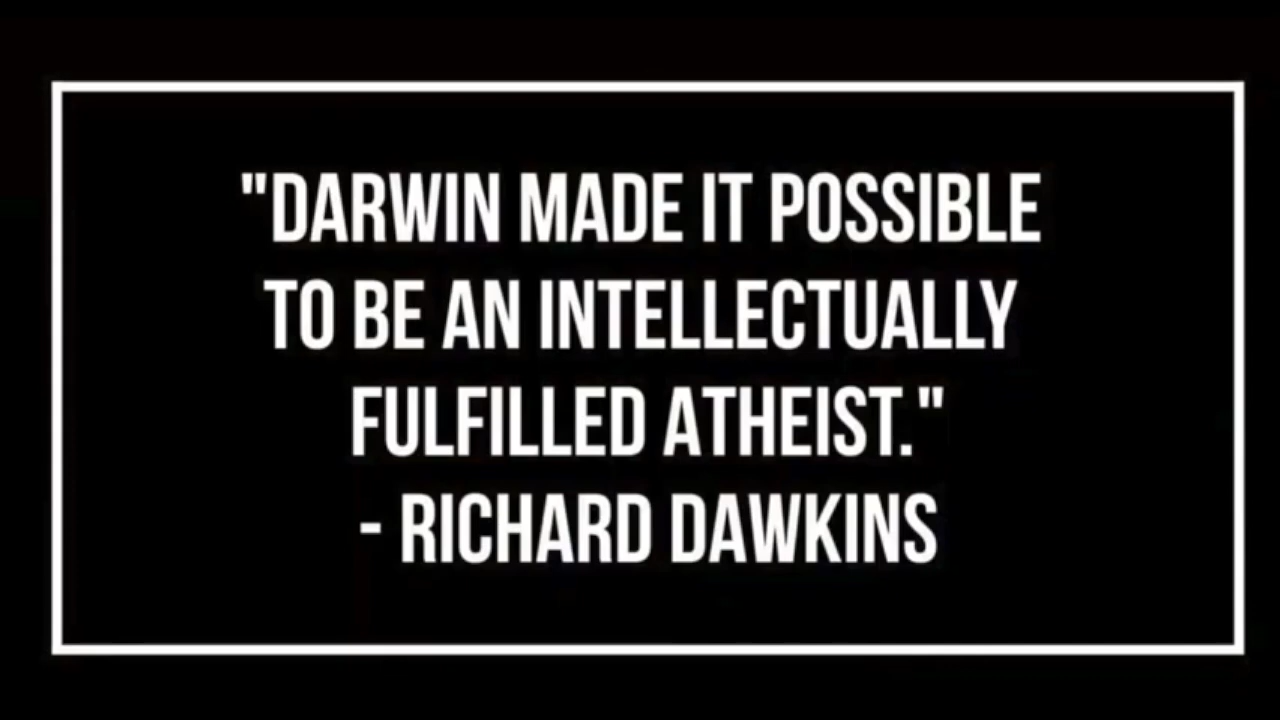 "DARWIN MADE IT POSSIBLE
TO BE AN INTELLECTUALLY
FULFILLED ATHEIST."
- RICHARD DAWKINS